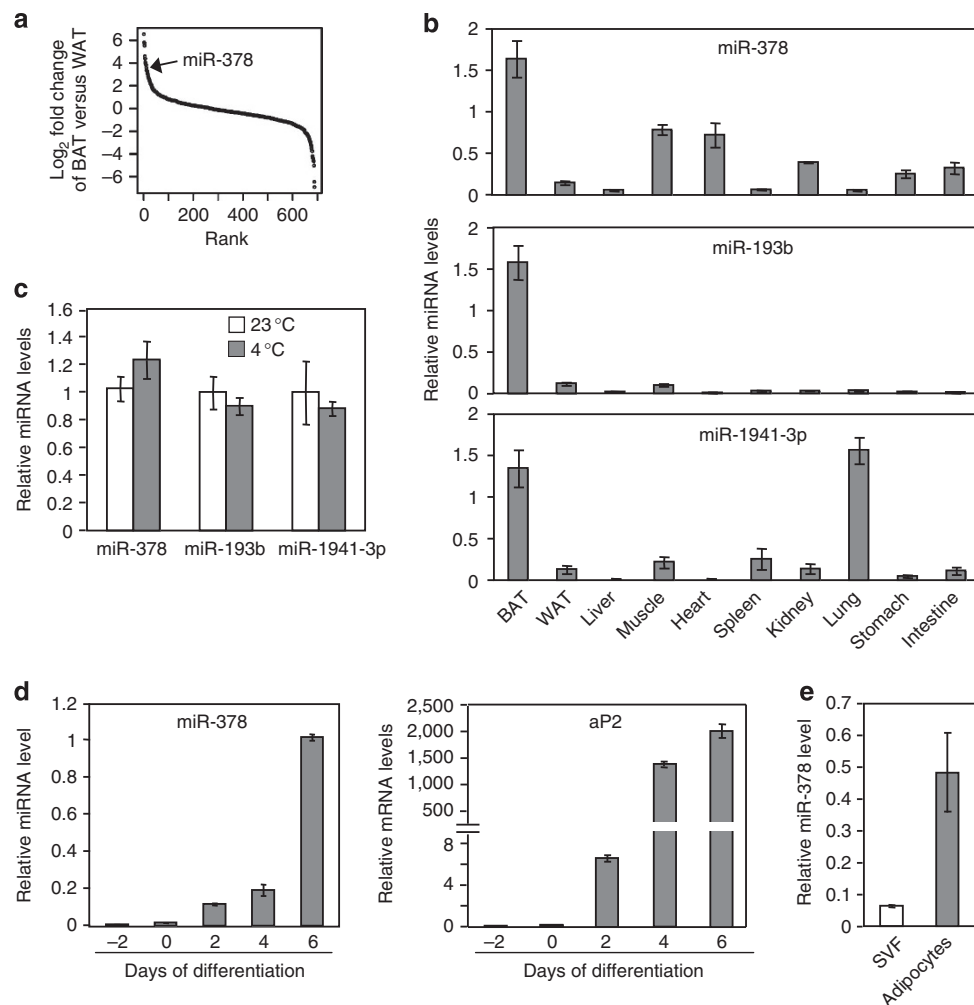 a
Log2 fold change
of BAT versus WAT
6
4
2
0
−2
−4
−6
miR-378
0
200
400
600
Rank
b
Relative miRNA levels
miR-378
2
1.5
1
0.5
0
miR-193b
2
1.5
1
0.5
0
miR-1941-3p
2
1.5
1
0.5
0
BAT
WAT
Liver
Muscle
Heart
Spleen
Kidney
Lung
Stomach
Intestine
c
Relative miRNA levels
1.6
1.4
1.2
1
0.8
0.6
0.4
0.2
0
23 °C
4 °C
miR-378
miR-193b
miR-1941-3p
d
Relative miRNA level
miR-378
1.2
1
0.8
0.6
0.4
0.2
0
−2
0
2
4
6
Days of differentiation
Relative mRNA levels
aP2
2,500
2,000
1,500
1,000
500
8
4
0
−2
0
2
4
6
Days of differentiation
e
Relative miR-378 level
0.7
0.6
0.5
0.4
0.3
0.2
0.1
0
SVF
Adipocytes